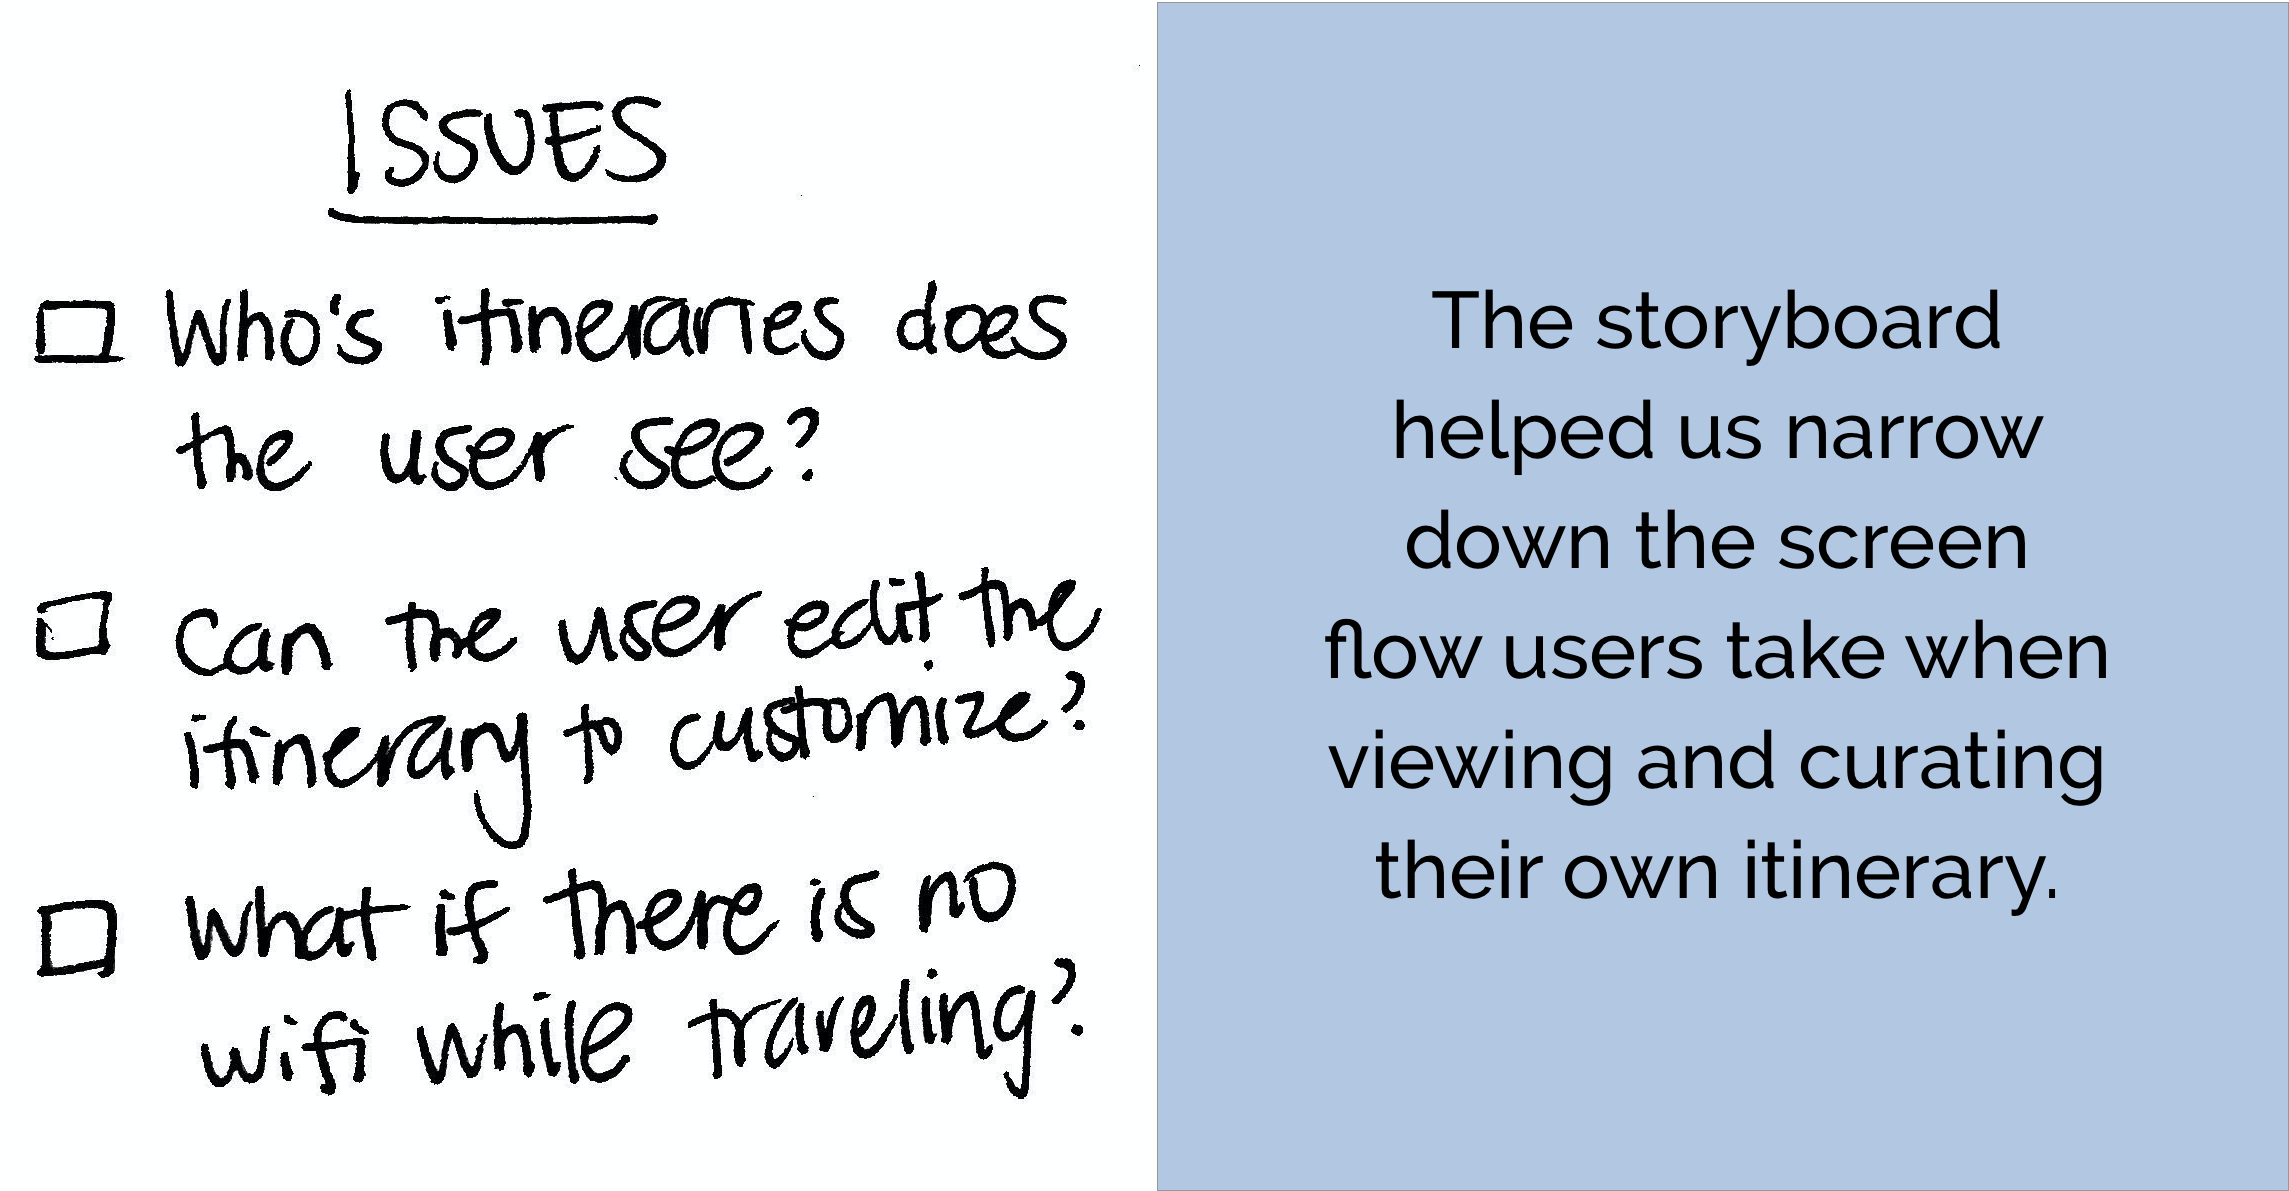 ISSUES
Who's itineraries does
the user see?
Can the user edit the
itinerary to customize?
What if there is no
wifi while traveling?
The storyboard
helped us narrow
down the screen
flow users take when
viewing and curating
their own itinerary.